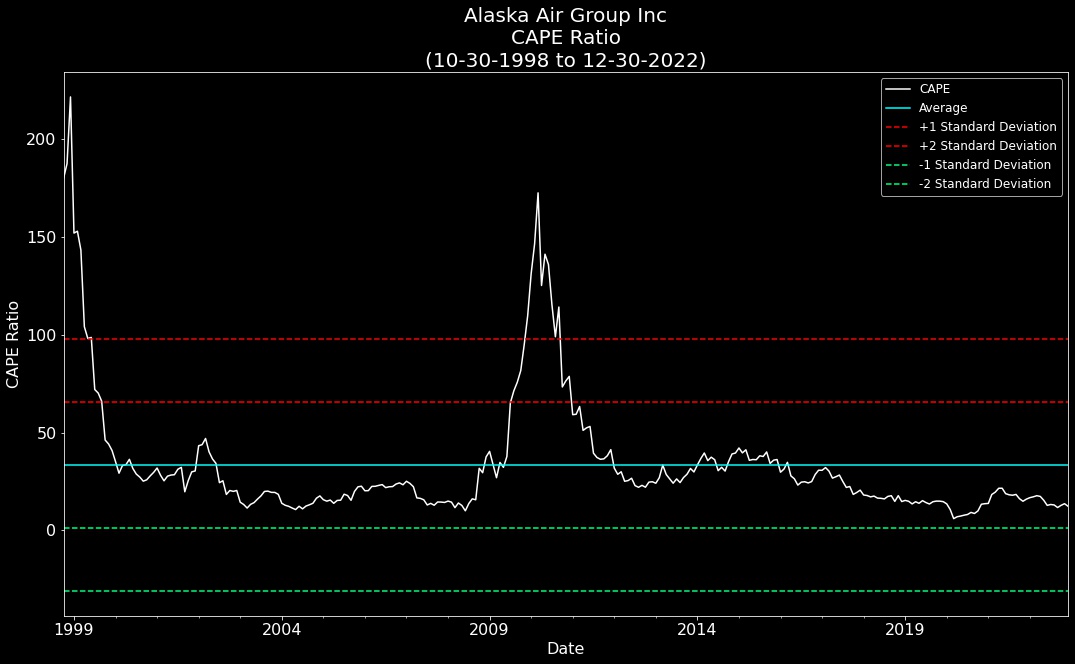 Alaska Air Group Inc
CAPE Ratio
(10-30-1998 to 12-30-2022)
CAPE
Average
+1 Standard Deviation
+2 Standard Deviation
-1 Standard Deviation
-2 Standard Deviation
CAPE Ratio
200
150
100
50
0
1999
2004
2009
2014
2019
Date